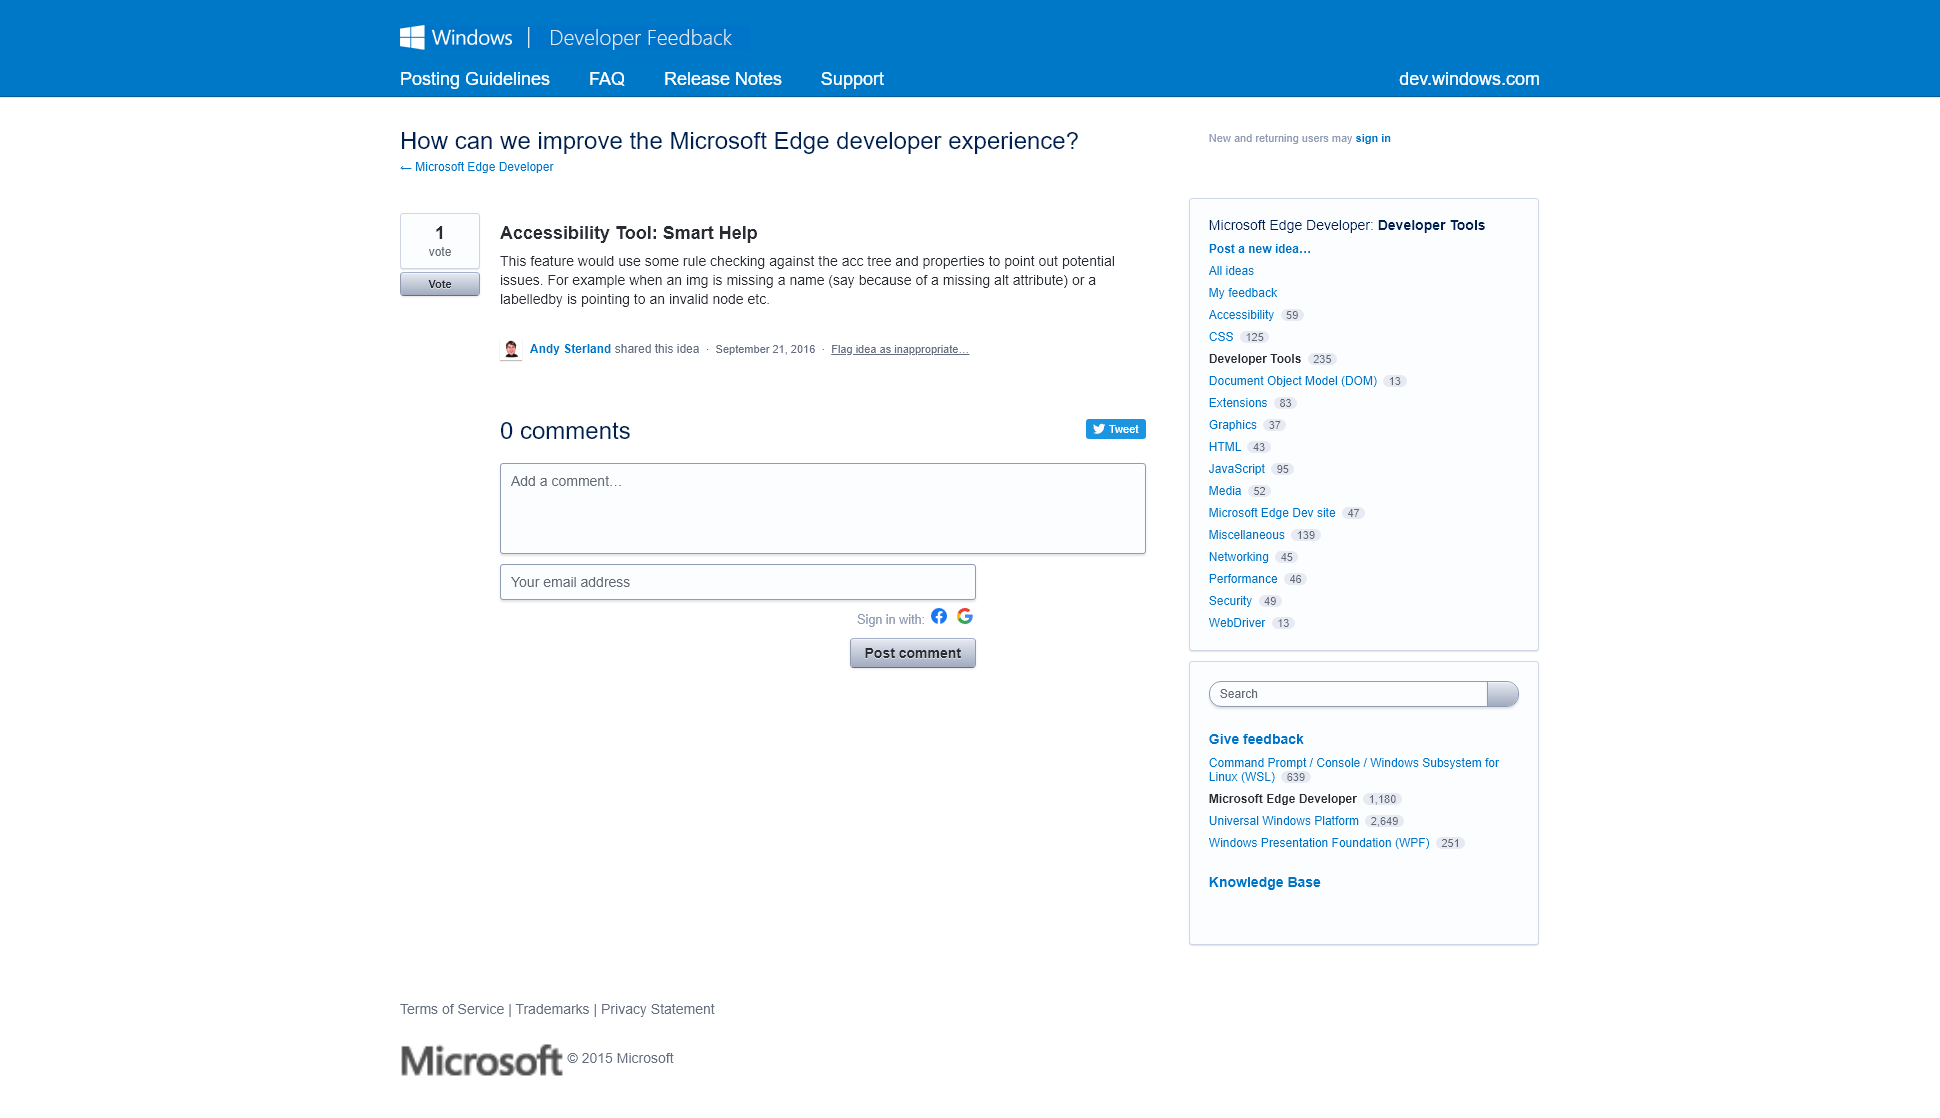 Windows | Developer Feedback
Posting Guidelines FAQ Release Notes Support dev.windows.com
How can we improve the Microsoft Edge developer experience?
← Microsoft Edge Developer
New and returning users may sign in
1
vote
Vote
Accessibility Tool: Smart Help
This feature would use some rule checking against the acc tree and properties to point out potential
issues. For example when an img is missing a name (say because of a missing alt attribute) or a
labelledby is pointing to an invalid node etc.
Andy Sterland shared this idea · September 21, 2016 · Flag idea as inappropriate…
0 comments
Tweet
Add a comment…
Your email address
Sign in with:
Post comment
Microsoft Edge Developer: Developer Tools
Post a new idea…
All ideas
My feedback
Accessibility 59
CSS 125
Developer Tools 235
Document Object Model (DOM) 13
Extensions 83
Graphics 37
HTML 43
JavaScript 95
Media 52
Microsoft Edge Dev site 47
Miscellaneous 139
Networking 45
Performance 46
Security 49
WebDriver 13
Search
Give feedback
Command Prompt / Console / Windows Subsystem for
Linux (WSL) 639
Microsoft Edge Developer 1,180
Universal Windows Platform 2,649
Windows Presentation Foundation (WPF) 251
Knowledge Base
Terms of Service | Trademarks | Privacy Statement
Microsoft © 2015 Microsoft